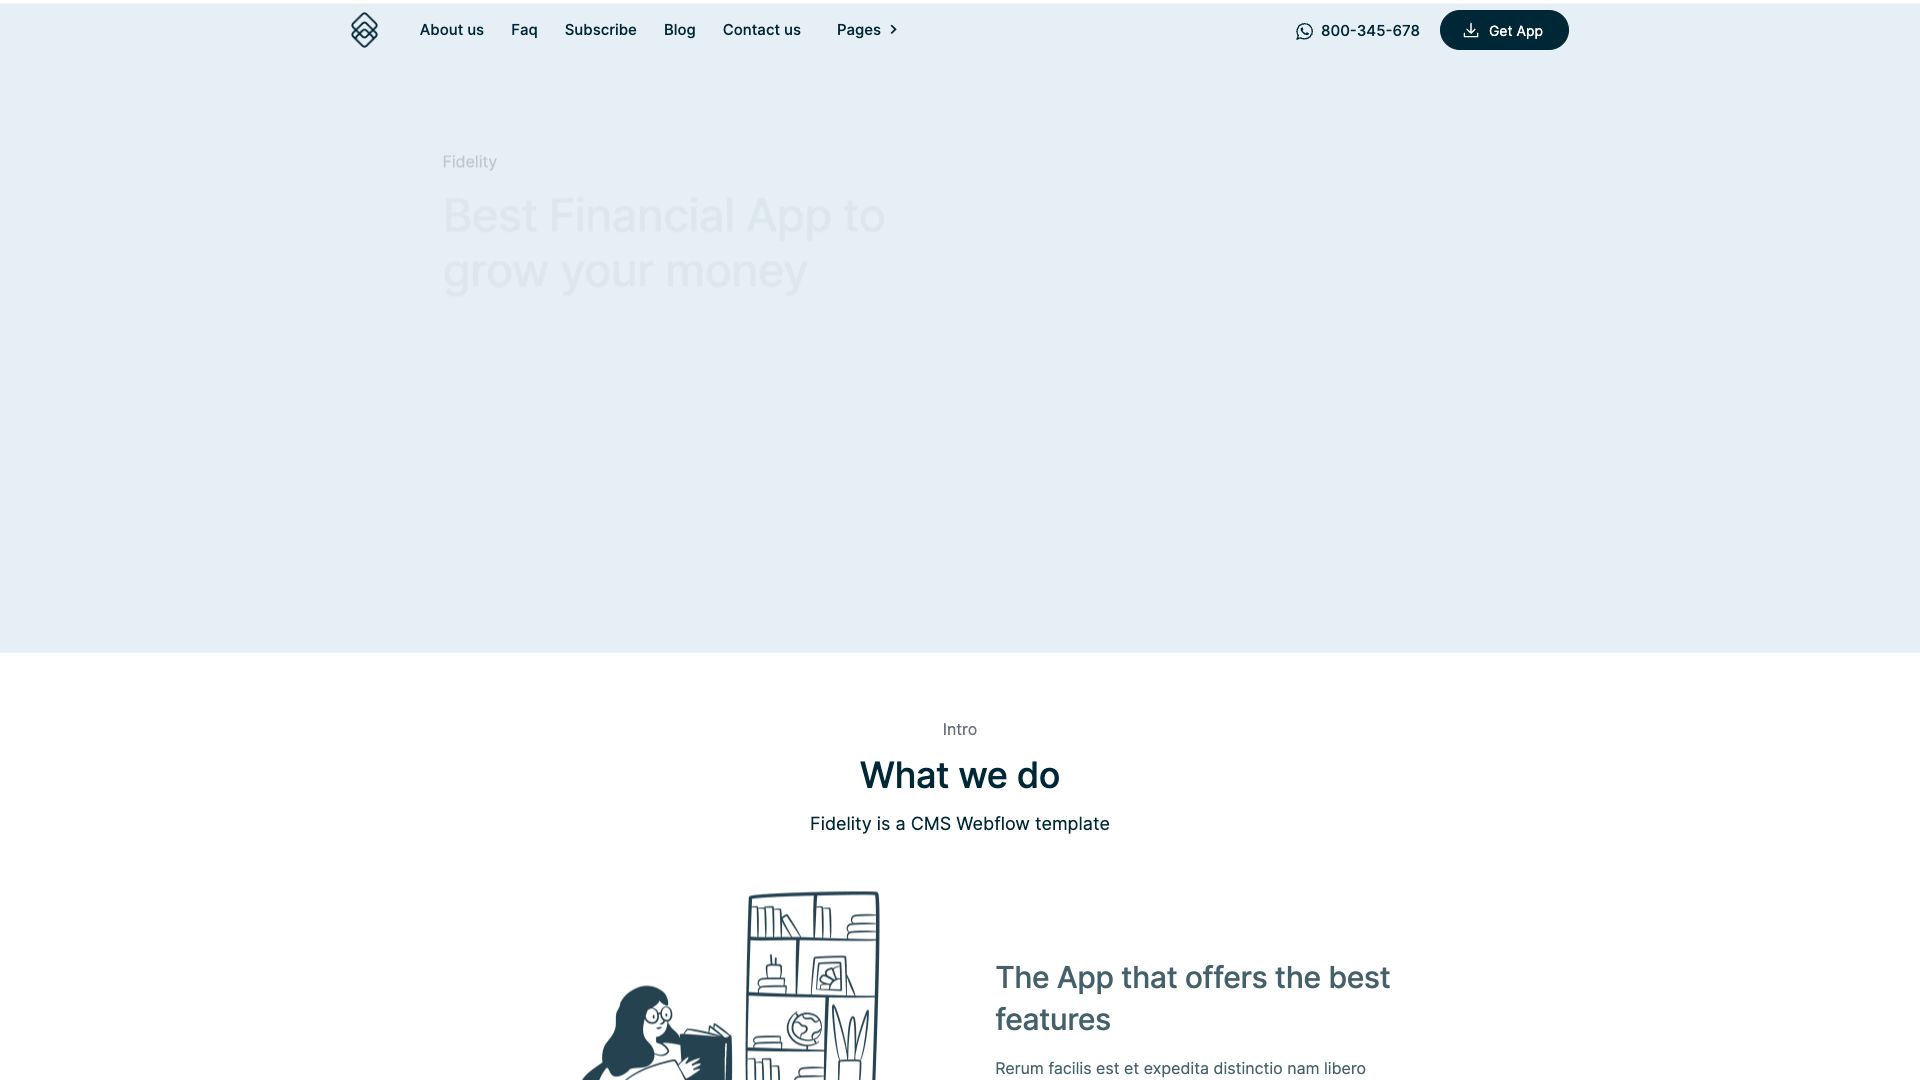 About us
Faq
Subscribe
Blog
Contact us
Pages
800-345-678
Get App
Fidelity
Best Financial App to
grow your money
Intro
What we do
Fidelity is a CMS Webflow template
The App that offers the best
features
Rerum facilis est et expedita distinctio nam libero